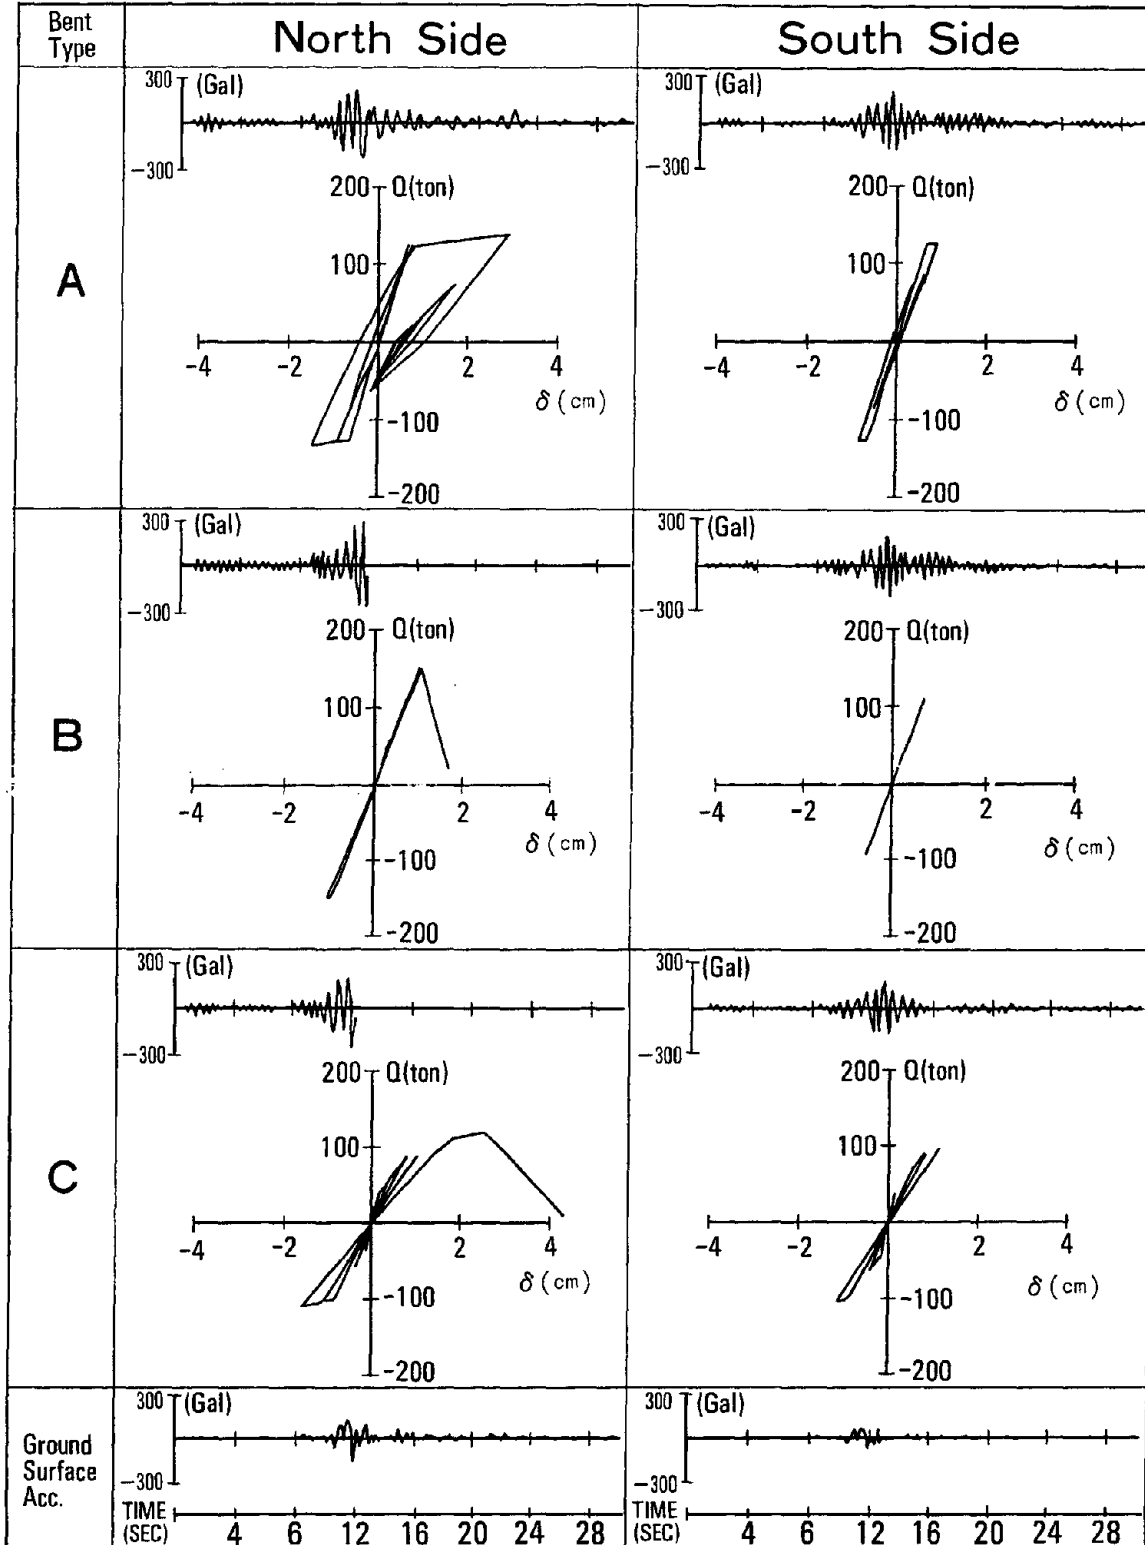 Bent Type
North Side
South Side
A
300 (Gal)
-300
200 Q(ton)
100
-4 -2 2 4
δ (cm)
-100
-200
300 (Gal)
-300
200 Q(ton)
100
-4 -2 2 4
δ (cm)
-100
-200
B
300 (Gal)
-300
200 Q(ton)
100
-4 -2 2 4
δ (cm)
-100
-200
300 (Gal)
-300
200 Q(ton)
100
-4 -2 2 4
δ (cm)
-100
-200
C
300 (Gal)
-300
200 Q(ton)
100
-4 -2 2 4
δ (cm)
-100
-200
300 (Gal)
-300
200 Q(ton)
100
-4 -2 2 4
δ (cm)
-100
-200
Ground
Surface
Acc.
300 (Gal)
-300
TIME
(SEC) 4 6 12 16 20 24 28
300 (Gal)
-300
TIME
(SEC) 4 6 12 16 20 24 28